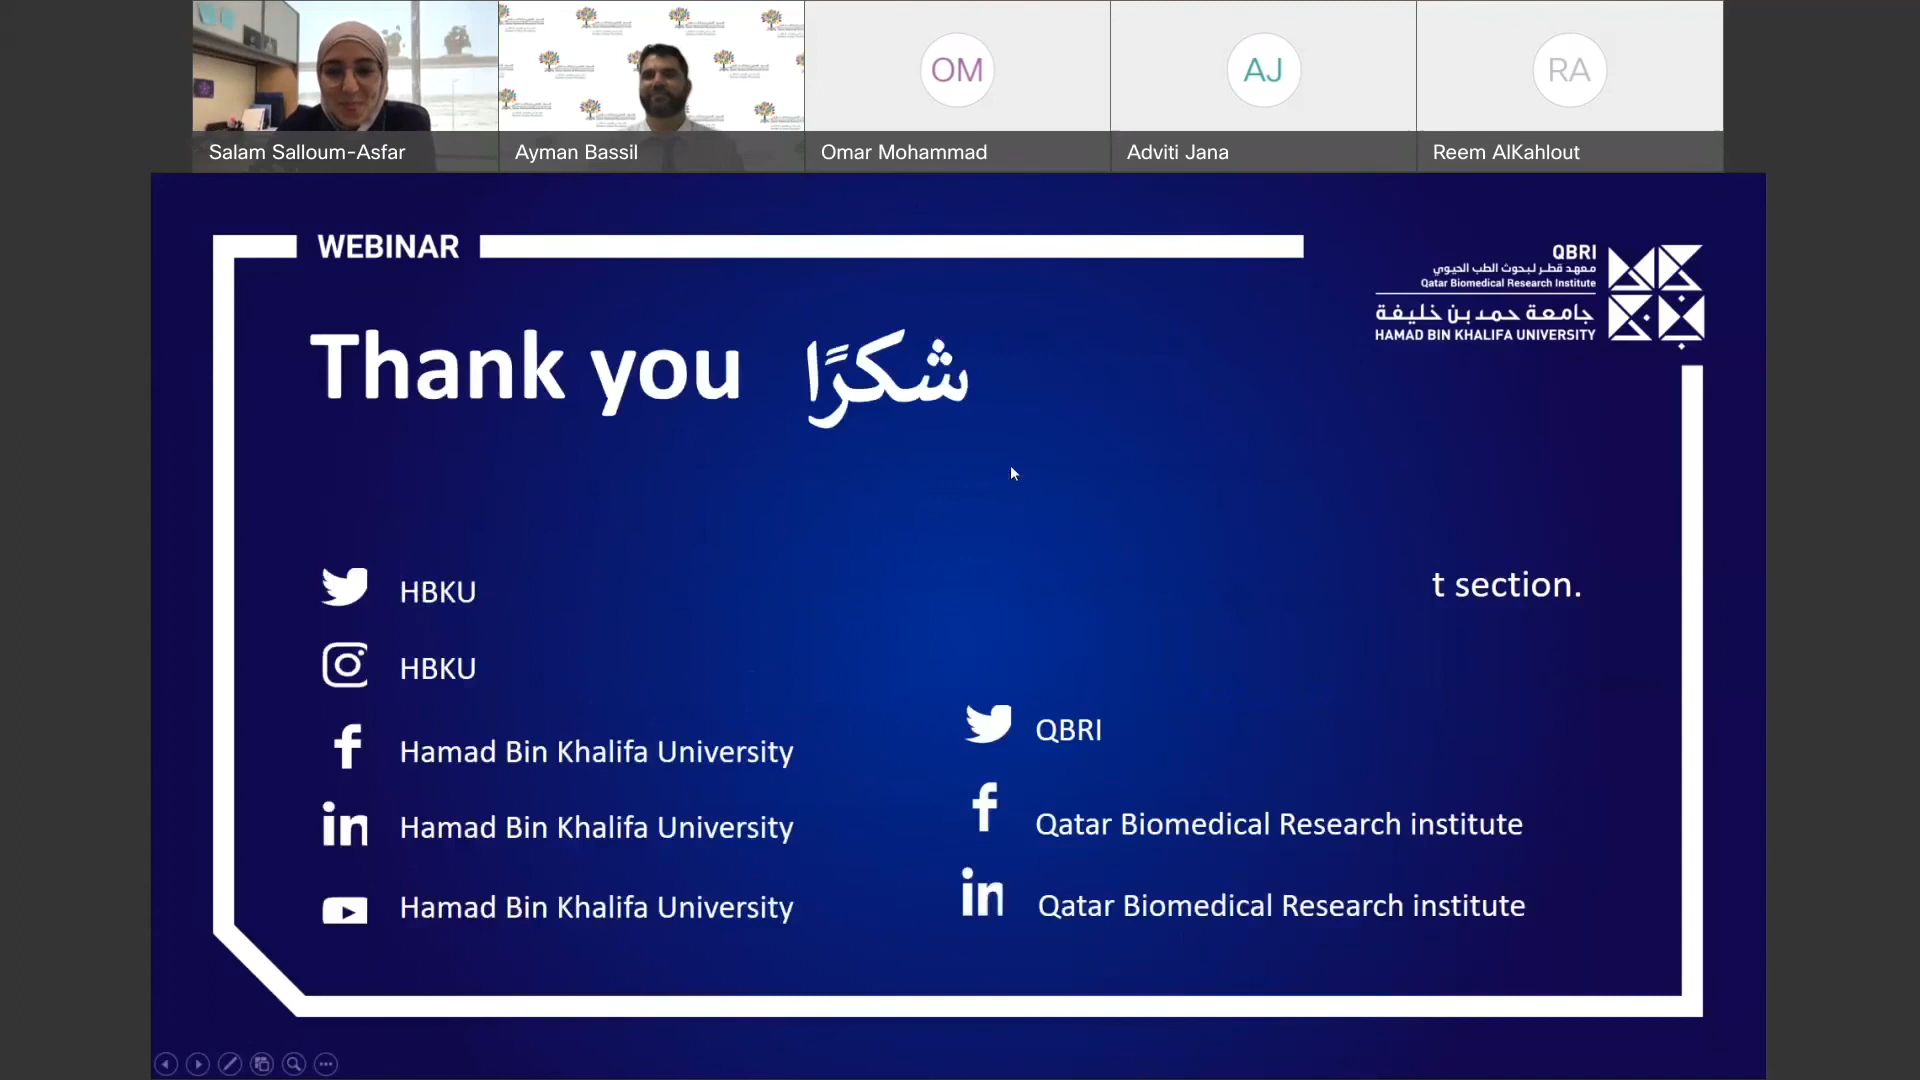 OM
AJ
RA
Salam Salloum-Asfar
Ayman Bassil
Omar Mohammad
Adviti Jana
Reem AlKahlout
WEBINAR
QBRI
معهد قطر لبحوث الطب الحيوي
Qatar Biomedical Research Institute
جامعة حمد بن خليفة
HAMAD BIN KHALIFA UNIVERSITY
Thank you شكرًا
t section.
HBKU
HBKU
Hamad Bin Khalifa University
Hamad Bin Khalifa University
Hamad Bin Khalifa University
QBRI
Qatar Biomedical Research institute
Qatar Biomedical Research institute